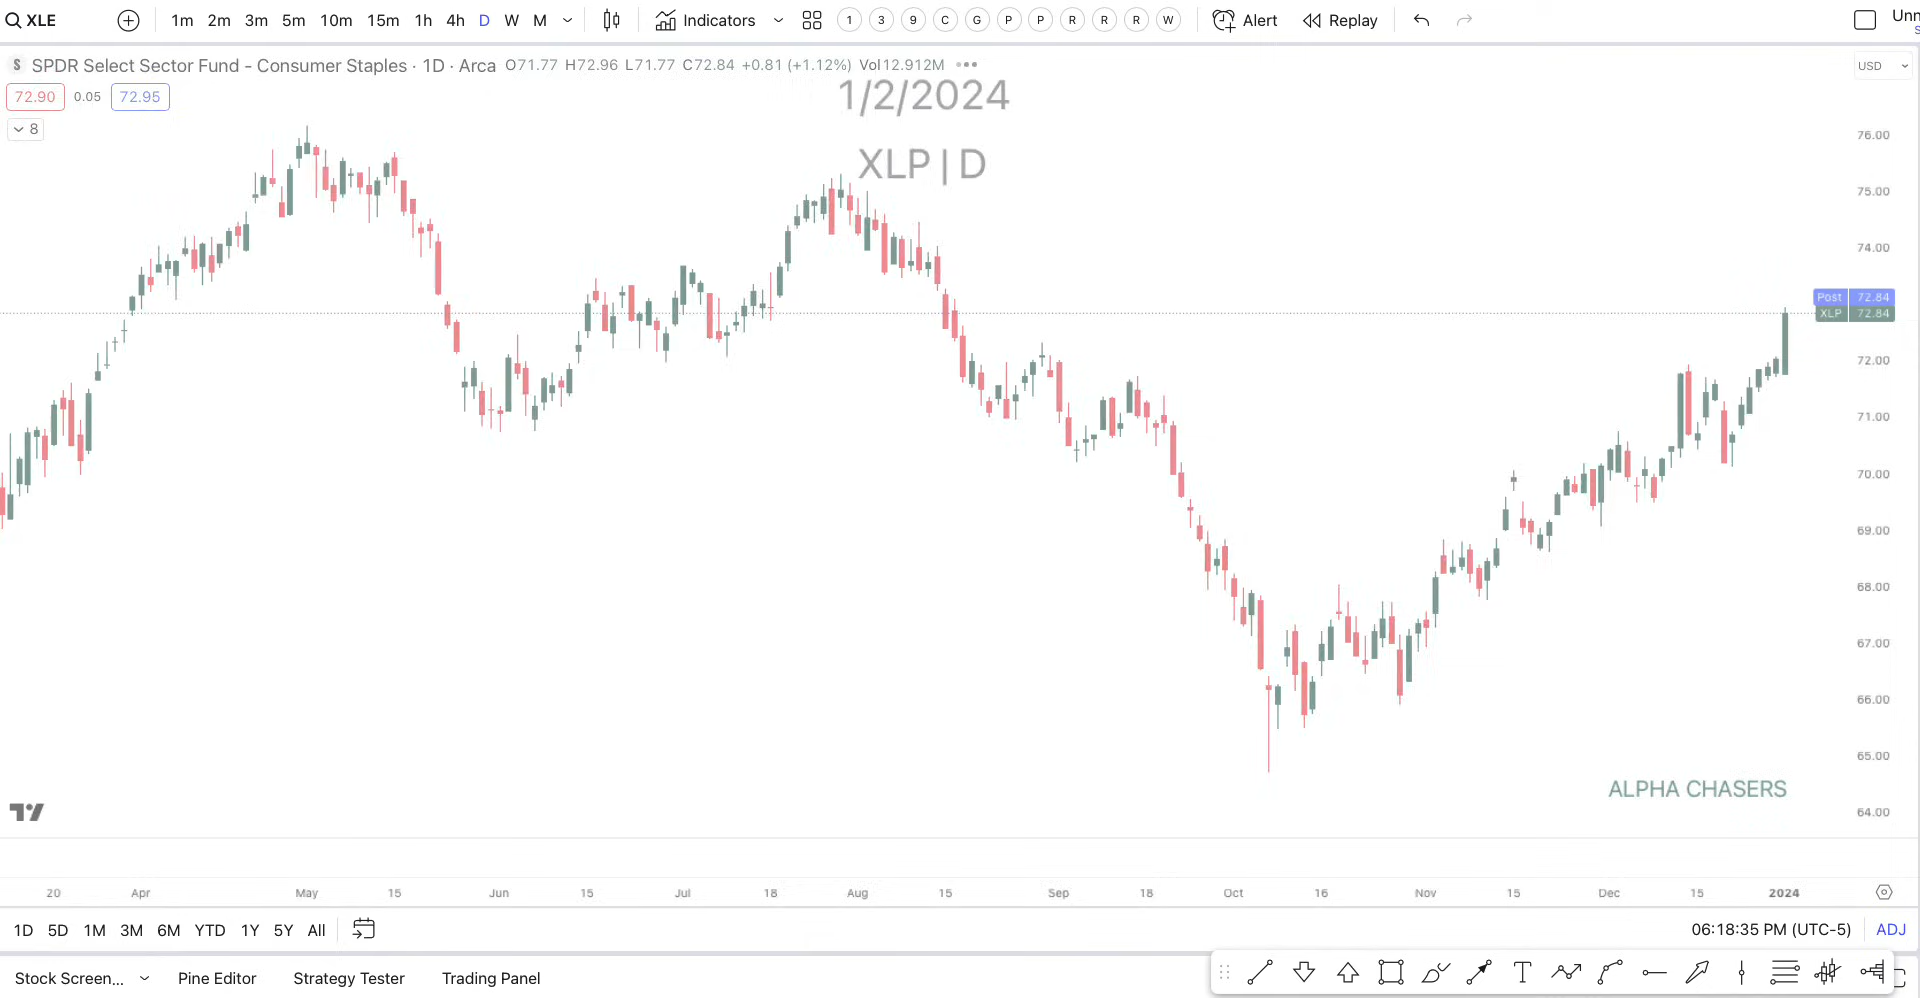 XLE 1m 2m 3m 5m 10m 15m 1h 4h D W M Indicators 1 3 9 C G P P R R R W Alert Replay Unn
S SPDR Select Sector Fund - Consumer Staples · 1D · Arca O71.77 H72.96 L71.77 C72.84 +0.81 (+1.12%) Vol12.912M USD
72.90 0.05 72.95
8
1/2/2024
XLP | D
76.00
75.00
74.00
Post 72.84
XLP 72.84
72.00
71.00
70.00
69.00
68.00
67.00
66.00
65.00
ALPHA CHASERS
64.00
20 Apr May 15 Jun 15 Jul 18 Aug 15 Sep 18 Oct 16 Nov 15 Dec 15 2024
1D 5D 1M 3M 6M YTD 1Y 5Y All 06:18:35 PM (UTC-5) ADJ
Stock Screen... Pine Editor Strategy Tester Trading Panel